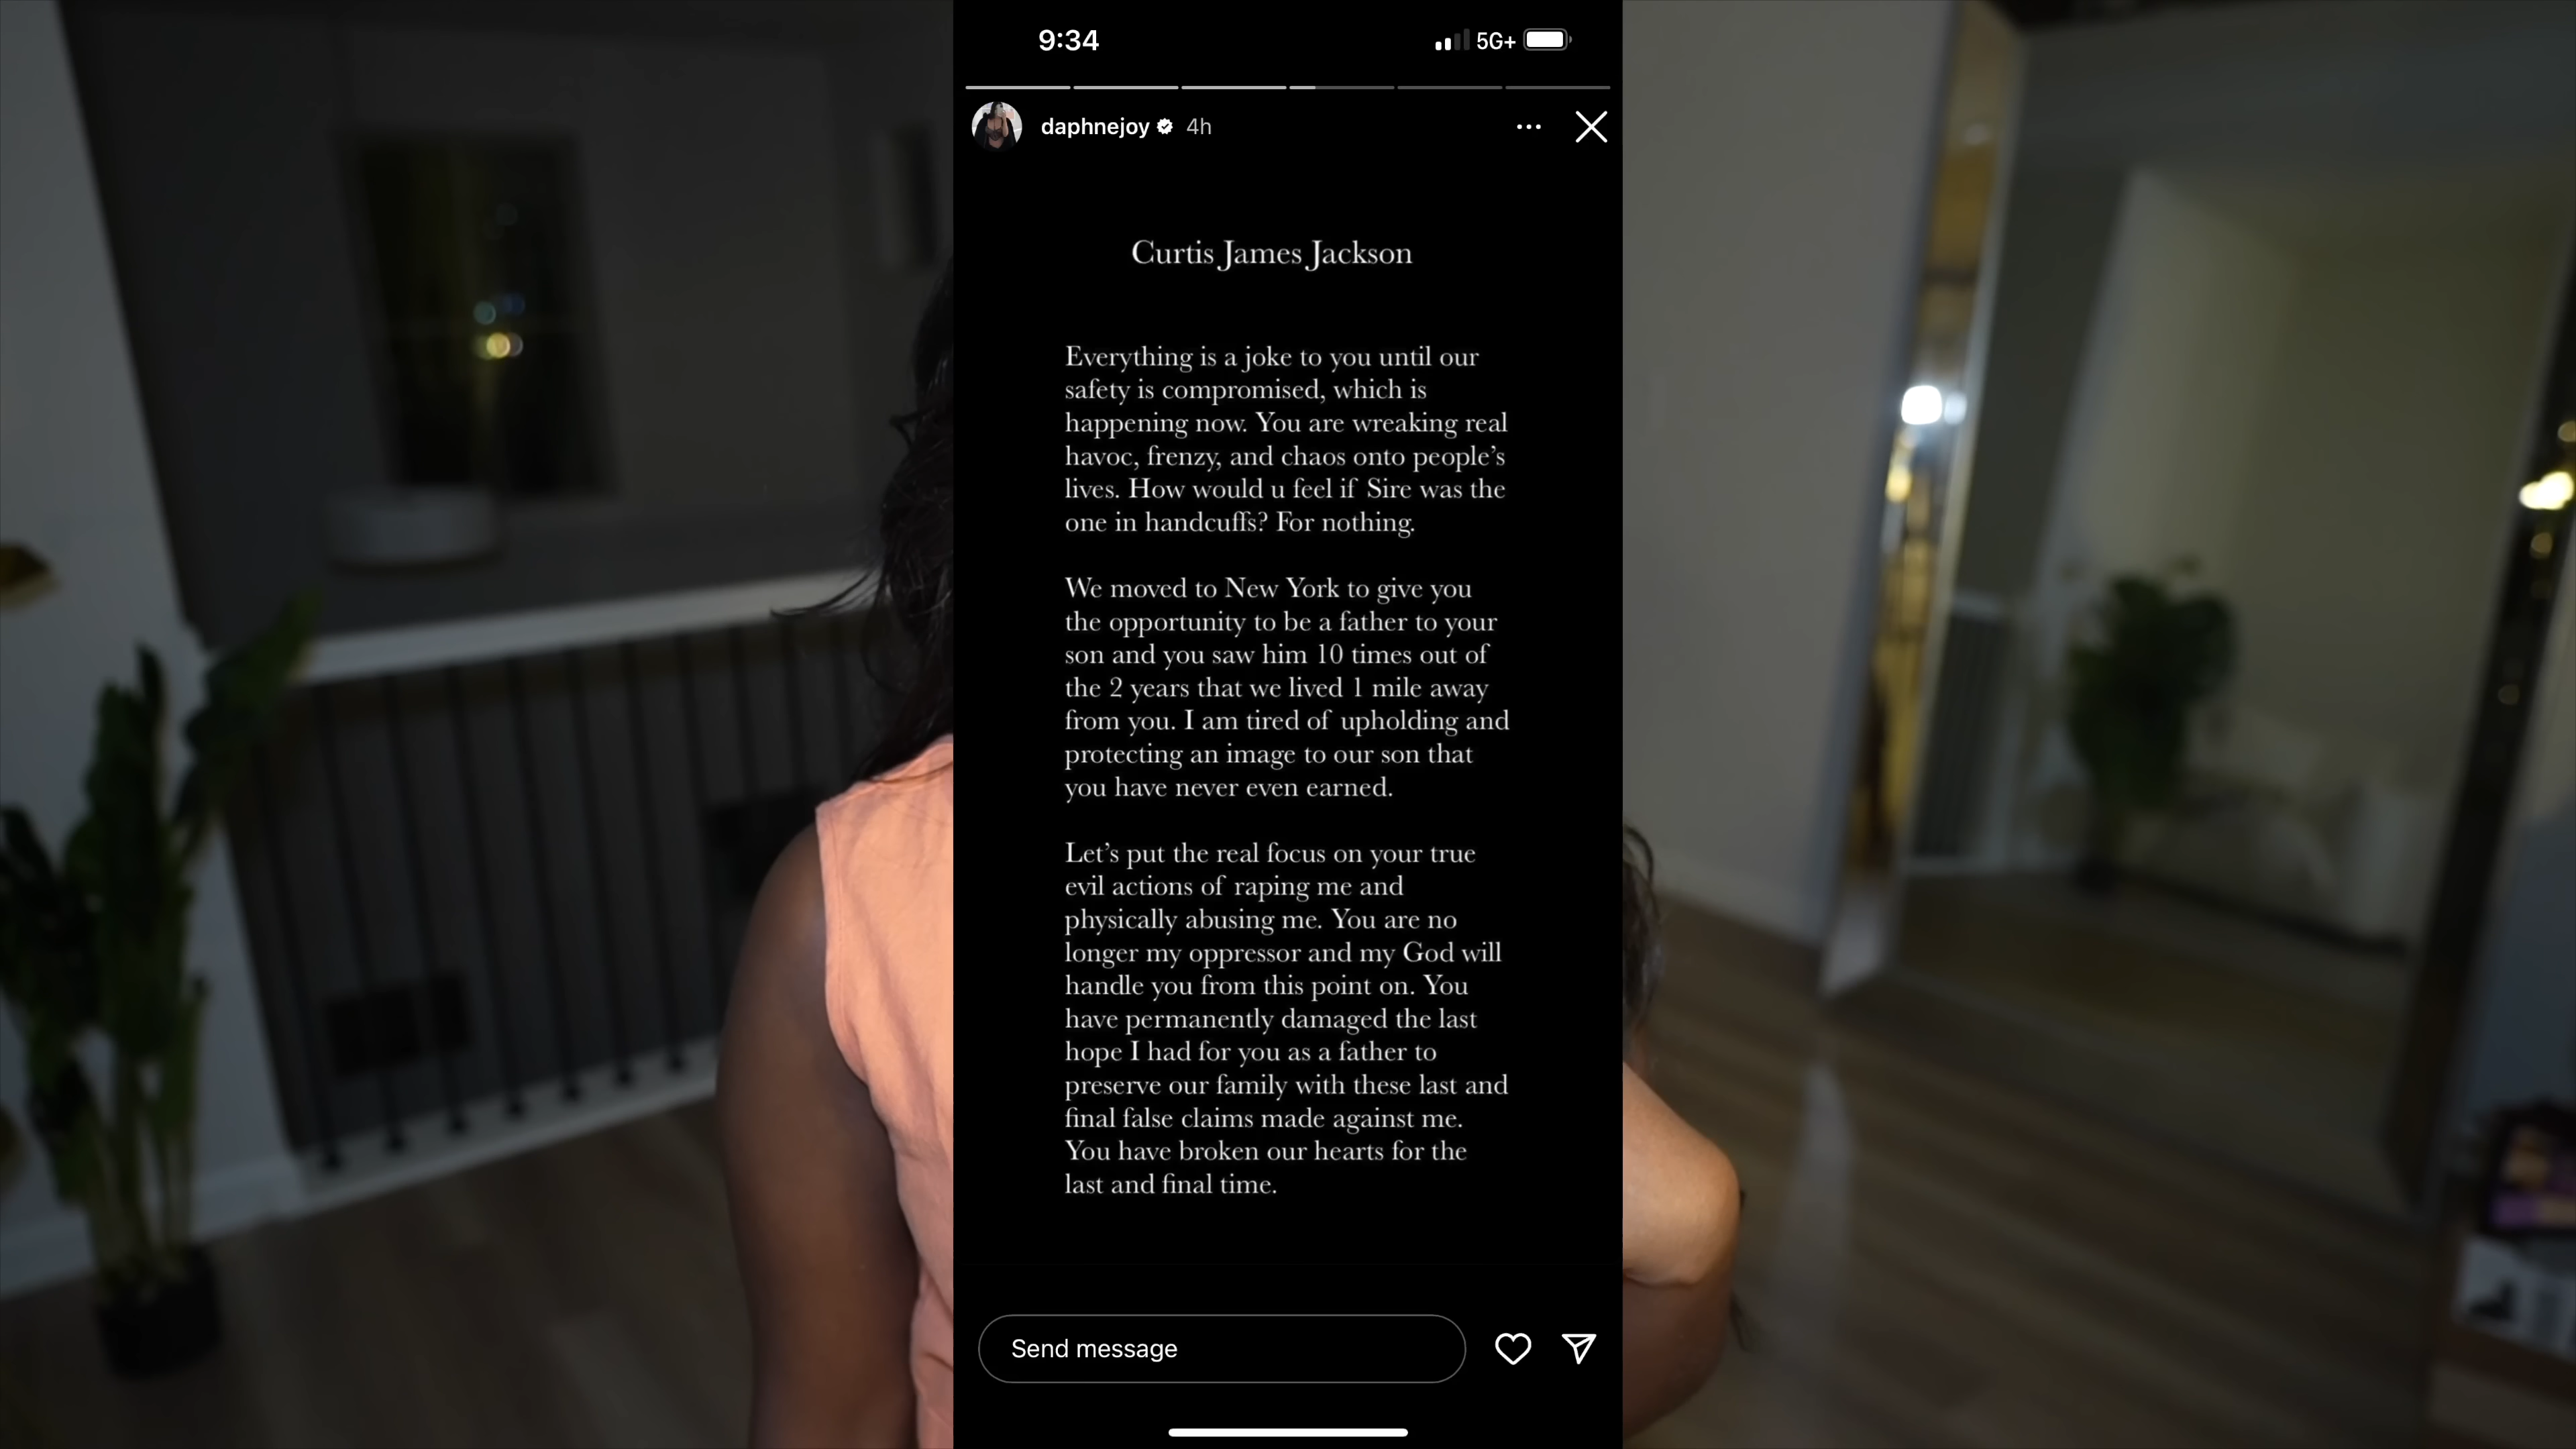 9:34
5G+
daphnejoy 4h
Curtis James Jackson
Everything is a joke to you until our
safety is compromised, which is
happening now. You are wreaking real
havoc, frenzy, and chaos onto people's
lives. How would u feel if Sire was the
one in handcuffs? For nothing.
We moved to New York to give you
the opportunity to be a father to your
son and you saw him 10 times out of
the 2 years that we lived 1 mile away
from you. I am tired of upholding and
protecting an image to our son that
you have never even earned.
Let's put the real focus on your true
evil actions of raping me and
physically abusing me. You are no
longer my oppressor and my God will
handle you from this point on. You
have permanently damaged the last
hope I had for you as a father to
preserve our family with these last and
final false claims made against me.
You have broken our hearts for the
last and final time.
Send message